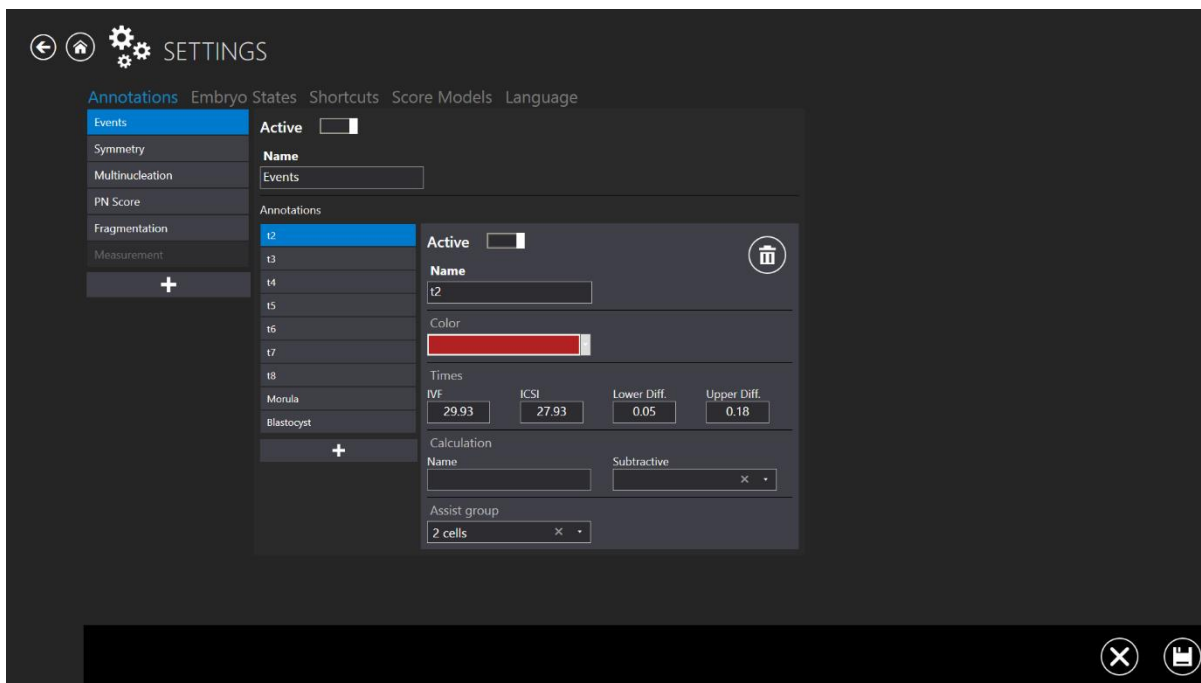 SETTINGS
Annotations Embryo States Shortcuts Score Models Language
Events
Symmetry
Multinucleation
PN Score
Fragmentation
Measurement
+
Active
Name
Events
Annotations
t2
t3
t4
t5
t6
t7
t8
Morula
Blastocyst
+
Active
Name
t2
Color
Times
IVF ICSI Lower Diff. Upper Diff.
29.93 27.93 0.05 0.18
Calculation
Name Subtractive
Assist group
2 cells